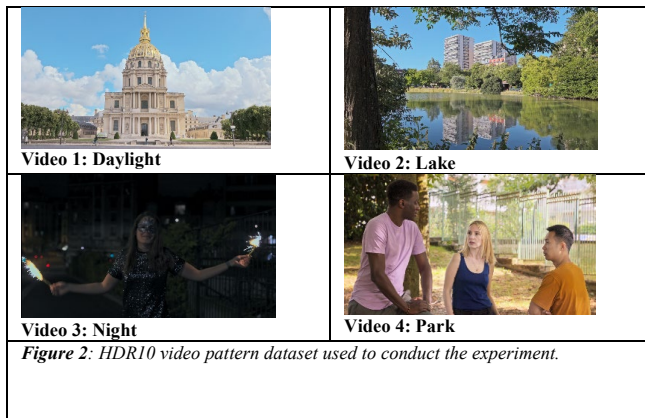 Video 1: Daylight
Video 2: Lake
Video 3: Night
Video 4: Park
Figure 2: HDR10 video pattern dataset used to conduct the experiment.